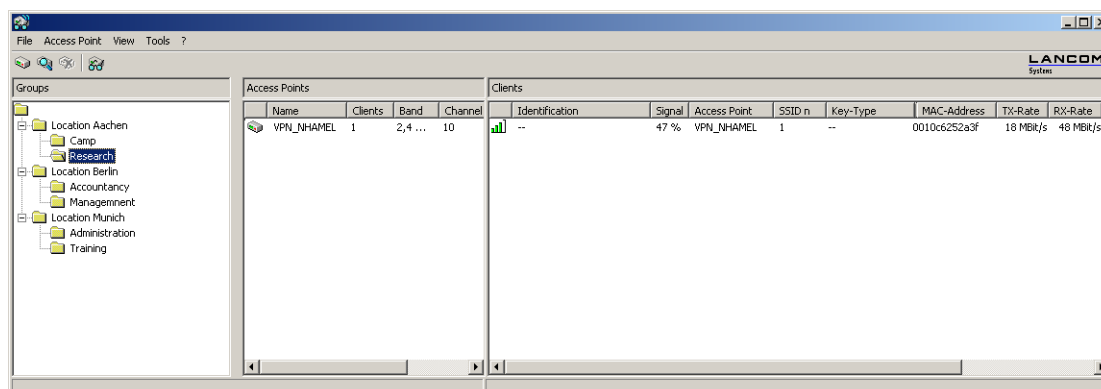 File Access Point View Tools ?
LANCOM
Systems
Groups
Location Aachen
Camp
Research
Location Berlin
Accountancy
Managemnent
Location Munich
Administration
Training
Access Points
Name Clients Band Channel
VPN_NHAMEL 1 2,4 ... 10
Clients
Identification Signal Access Point SSID n Key-Type MAC-Address TX-Rate RX-Rate
-- 47 % VPN_NHAMEL 1 -- 0010c6252a3f 18 MBit/s 48 MBit/s